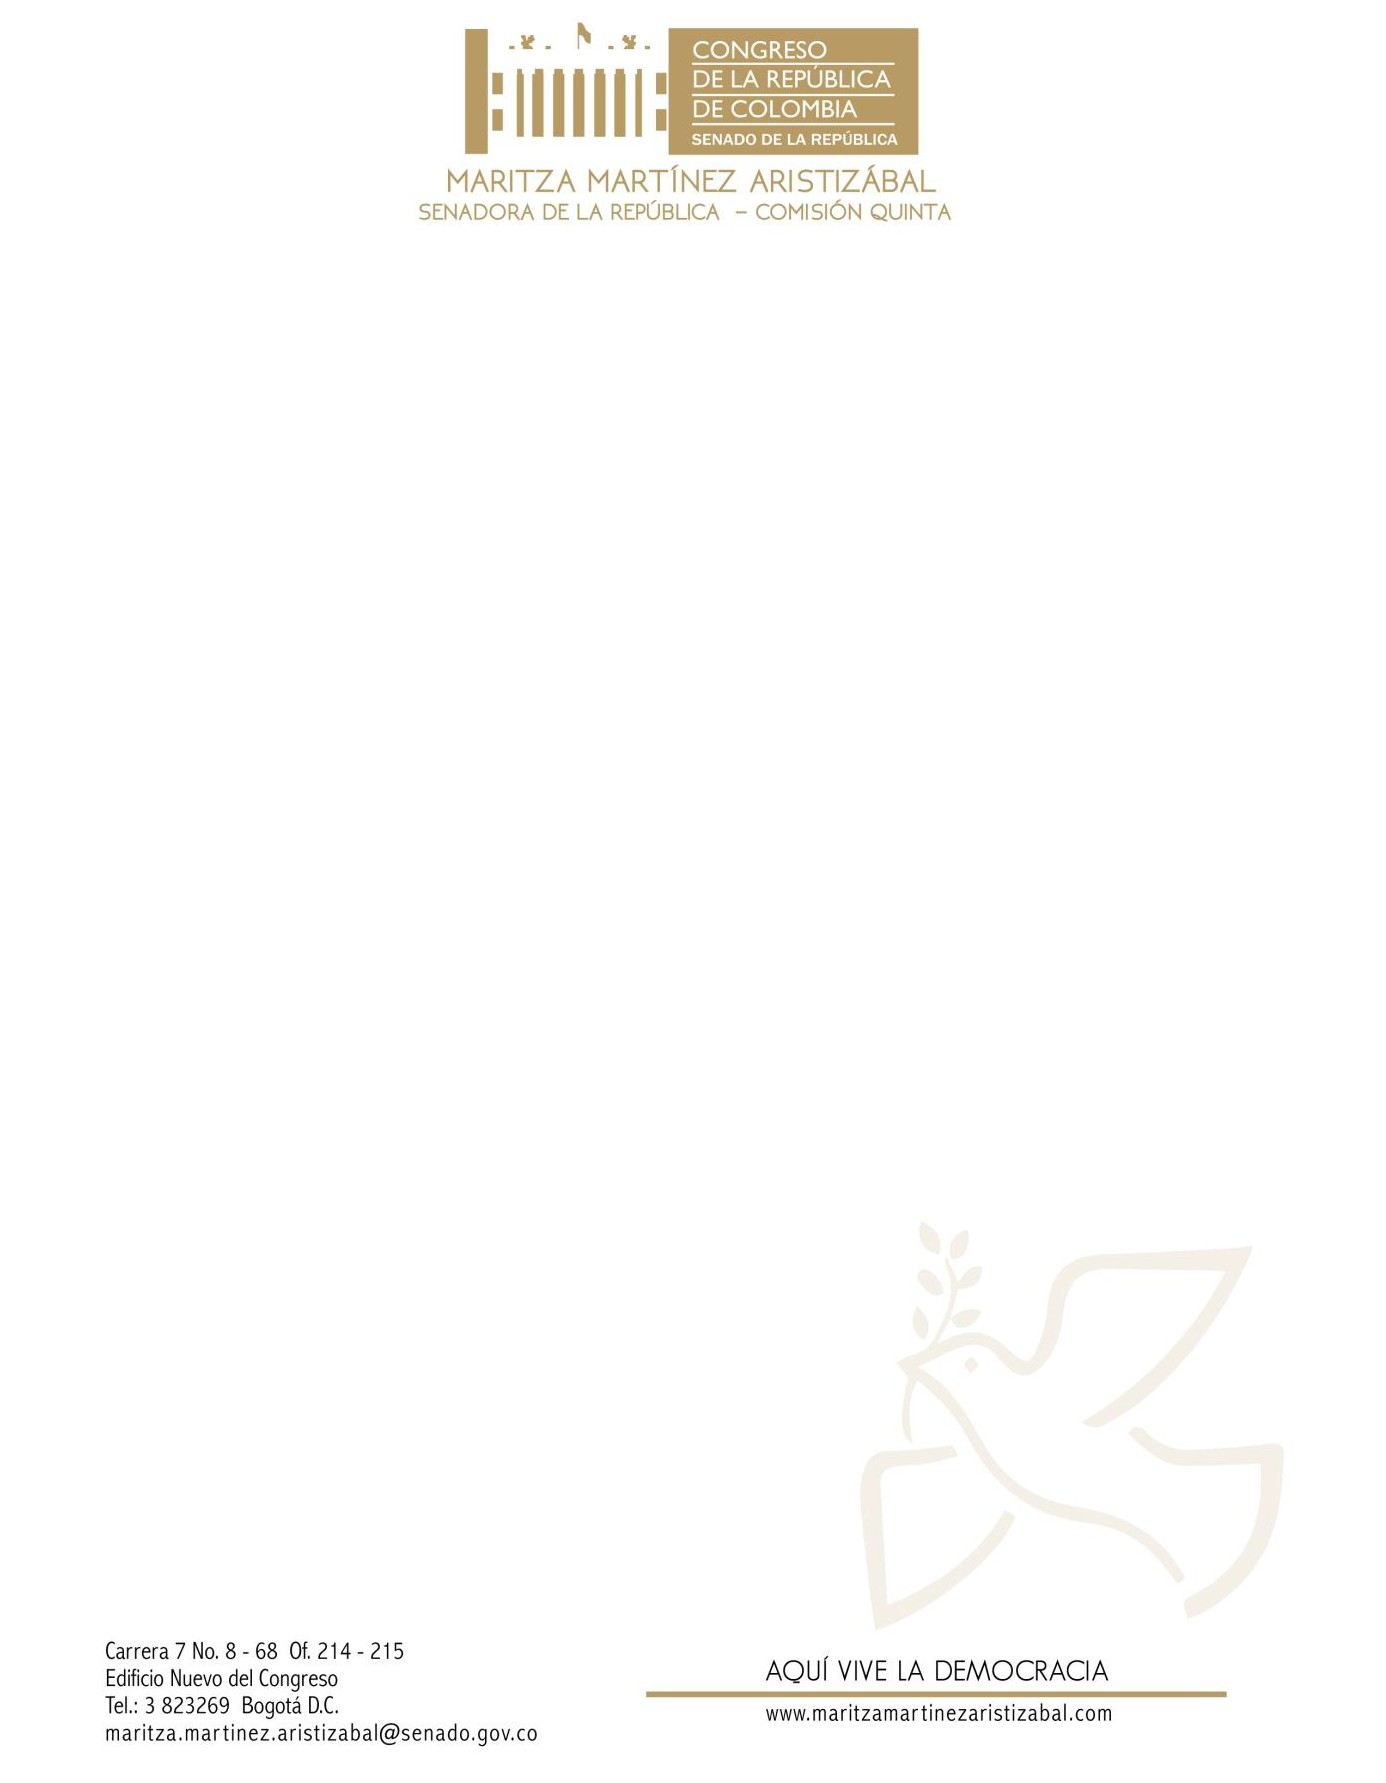 CONGRESO
DE LA REPÚBLICA
DE COLOMBIA
SENADO DE LA REPÚBLICA
MARITZA MARTÍNEZ ARISTIZÁBAL
SENADORA DE LA REPÚBLICA – COMISIÓN QUINTA
Carrera 7 No. 8 - 68 Of. 214 - 215
Edificio Nuevo del Congreso
Tel.: 3 823269 Bogotá D.C.
maritza.martinez.aristizabal@senado.gov.co
AQUÍ VIVE LA DEMOCRACIA
www.maritzamartinezaristizabal.com